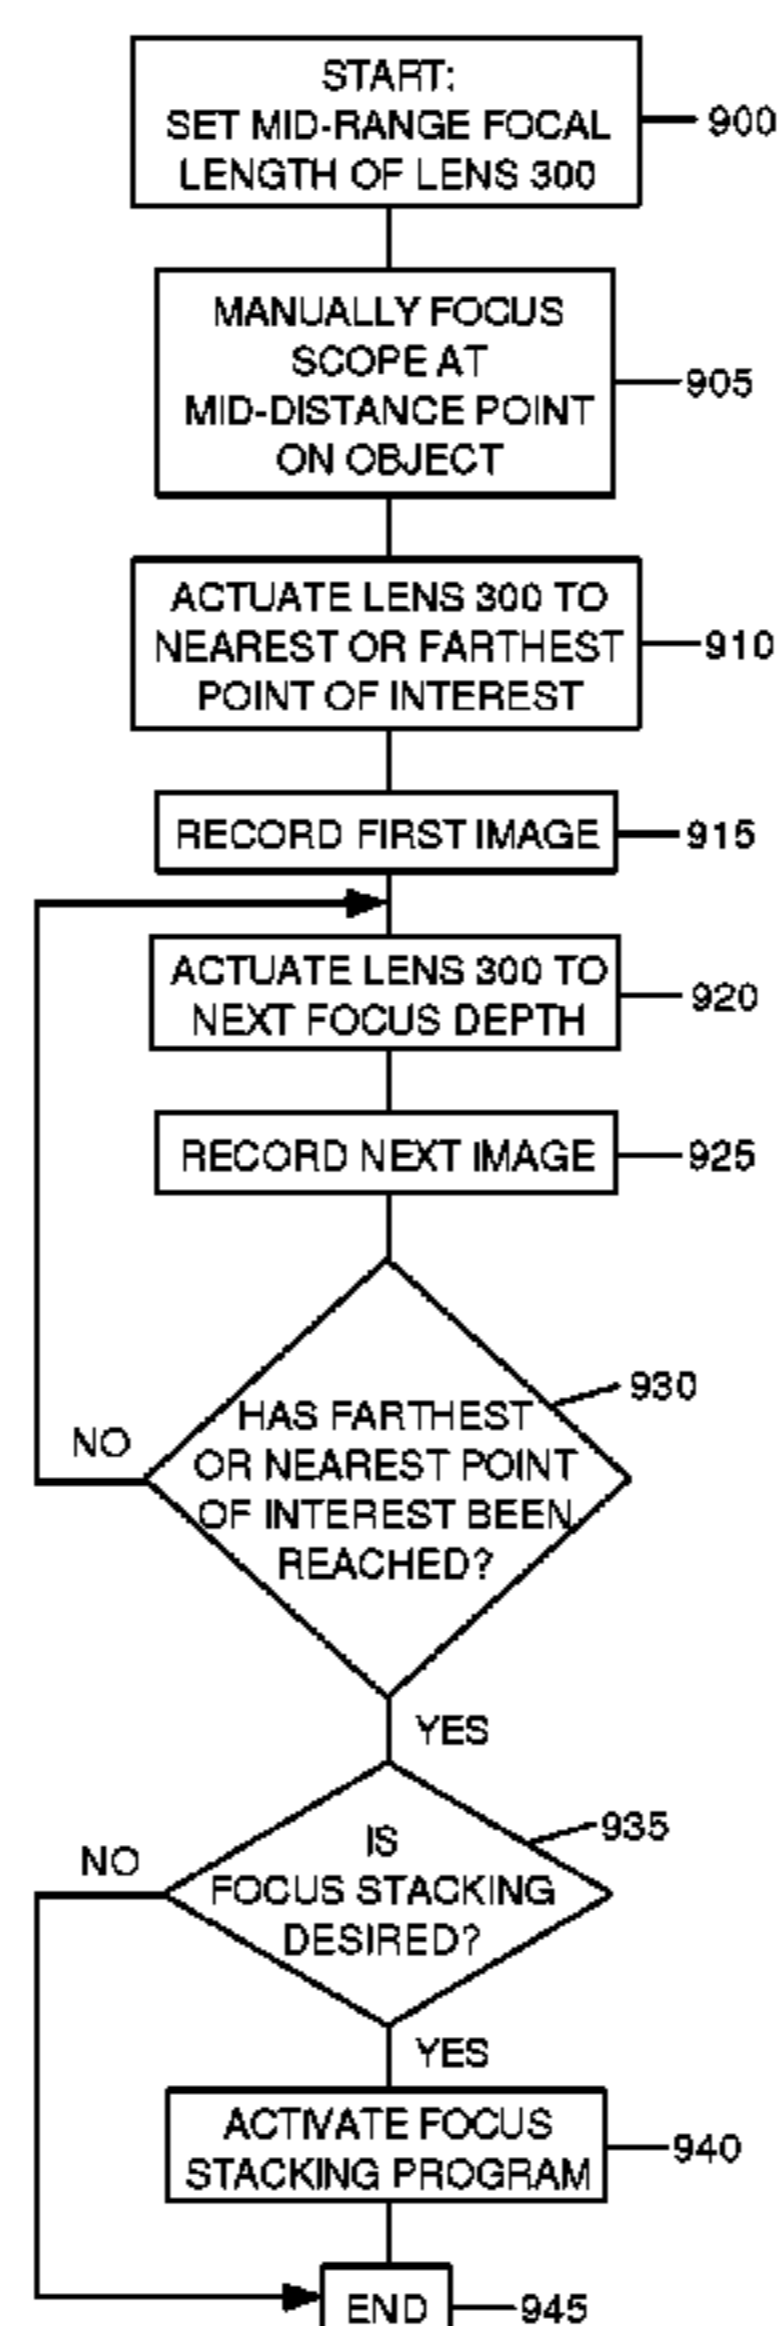 START:
SET MID-RANGE FOCAL
LENGTH OF LENS 300
900
MANUALLY FOCUS
SCOPE AT
MID-DISTANCE POINT
ON OBJECT
905
ACTUATE LENS 300 TO
NEAREST OR FARTHEST
POINT OF INTEREST
910
RECORD FIRST IMAGE
915
ACTUATE LENS 300 TO
NEXT FOCUS DEPTH
920
RECORD NEXT IMAGE
925
930
HAS FARTHEST
OR NEAREST POINT
OF INTEREST BEEN
REACHED?
NO
YES
935
IS
FOCUS STACKING
DESIRED?
NO
YES
ACTIVATE FOCUS
STACKING PROGRAM
940
END
945